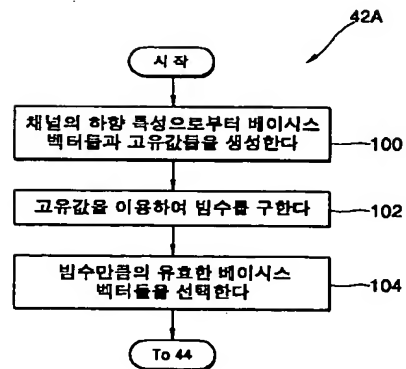 42A
시 작
채널의 하향 특성으로부터 베이시스
벡터들과 고유값들을 생성한다
100
고유값을 이용하여 빔수를 구한다
102
빔수만큼의 유효한 베이시스
벡터들을 선택한다
104
To 44